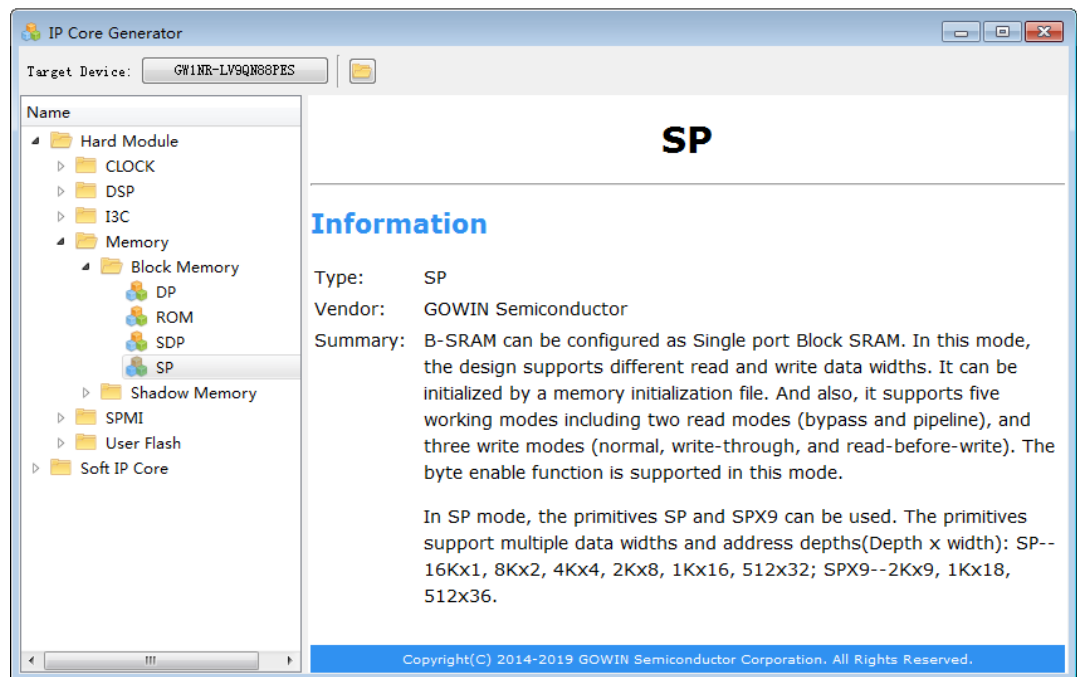 IP Core Generator
Target Device: GW1NR-LV9QN88PES
Name
Hard Module
CLOCK
DSP
I3C
Memory
Block Memory
DP
ROM
SDP
SP
Shadow Memory
SPMI
User Flash
Soft IP Core
SP
Information
Type: SP
Vendor: GOWIN Semiconductor
Summary: B-SRAM can be configured as Single port Block SRAM. In this mode,
the design supports different read and write data widths. It can be
initialized by a memory initialization file. And also, it supports five
working modes including two read modes (bypass and pipeline), and
three write modes (normal, write-through, and read-before-write). The
byte enable function is supported in this mode.
In SP mode, the primitives SP and SPX9 can be used. The primitives
support multiple data widths and address depths(Depth x width): SP--
16Kx1, 8Kx2, 4Kx4, 2Kx8, 1Kx16, 512x32; SPX9--2Kx9, 1Kx18,
512x36.
Copyright(C) 2014-2019 GOWIN Semiconductor Corporation. All Rights Reserved.